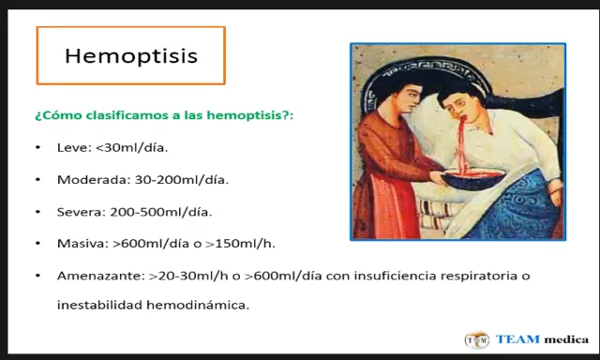 Hemoptisis
¿Cómo clasificamos a las hemoptisis?:
• Leve: <30ml/día.
• Moderada: 30-200ml/día.
• Severa: 200-500ml/día.
• Masiva: >600ml/día o >150ml/h.
• Amenazante: >20-30ml/h o >600ml/día con insuficiencia respiratoria o
inestabilidad hemodinámica.
TEAM medica